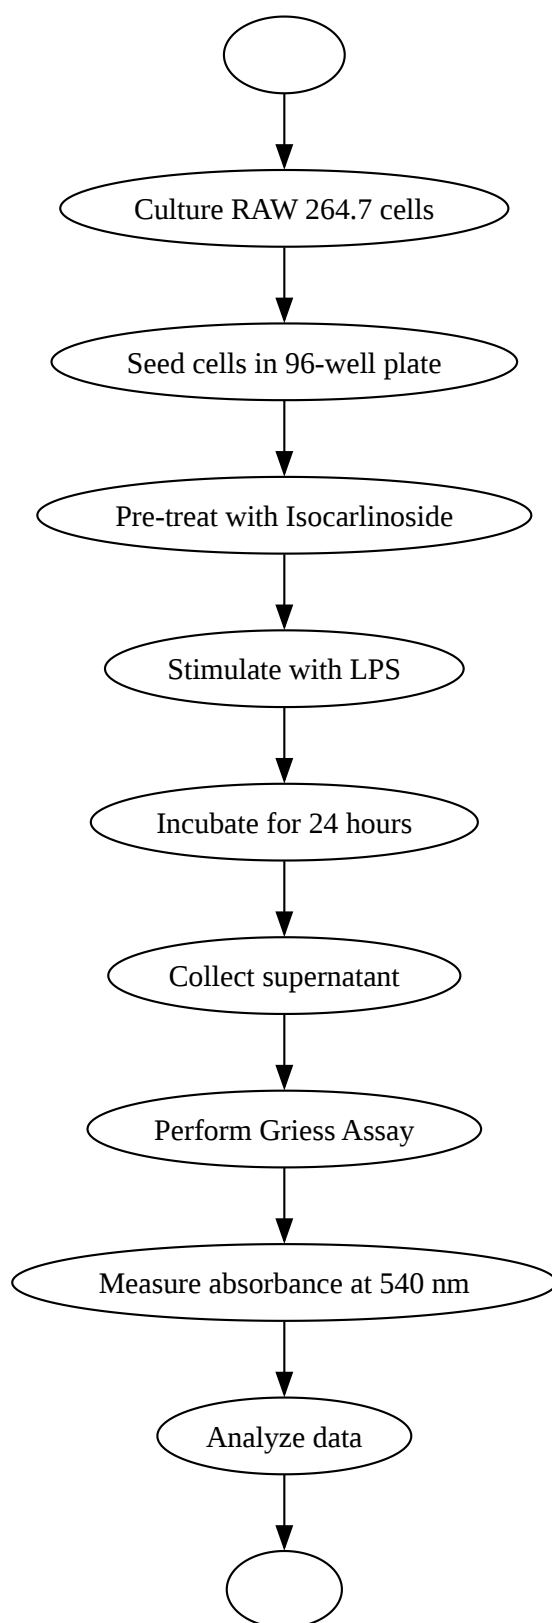 Culture RAW 264.7 cells
Seed cells in 96-well plate
Pre-treat with Isocarlinoside
Stimulate with LPS
Incubate for 24 hours
Collect supernatant
Perform Griess Assay
Measure absorbance at 540 nm
Analyze data